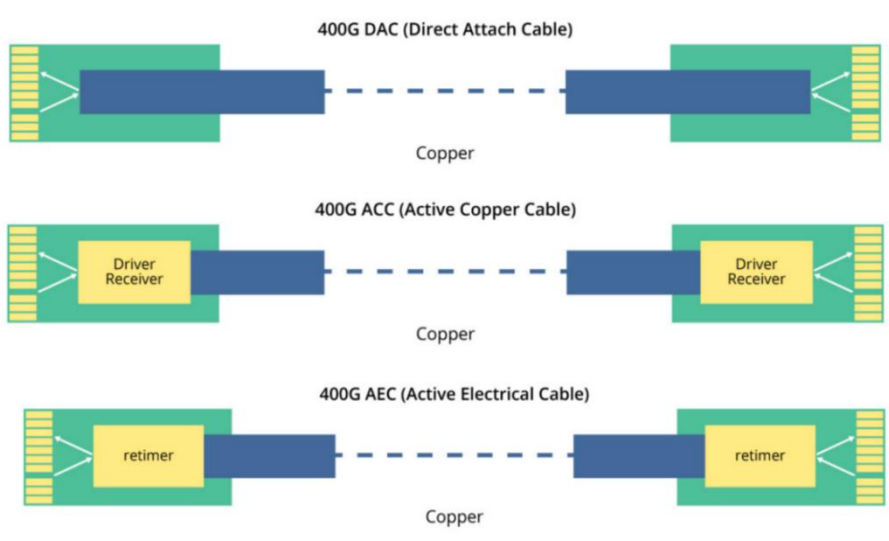 400G DAC (Direct Attach Cable)
Copper
400G ACC (Active Copper Cable)
Driver
Receiver
Driver
Receiver
Copper
400G AEC (Active Electrical Cable)
retimer
retimer
Copper